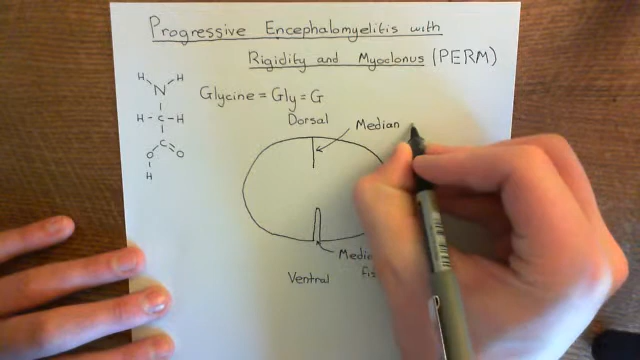 Progressive Encephalomyelitis with
Rigidity and Myoclonus (PERM)
Glycine = Gly = G
Dorsal
Median
Ventral
H H
N
H - C - H
C
O O
H